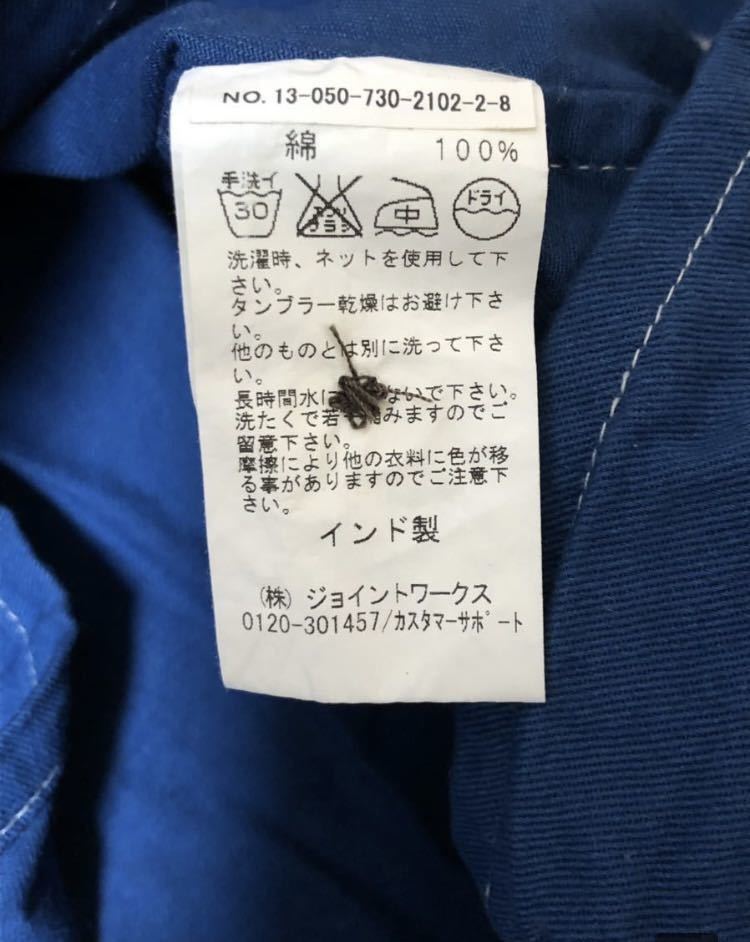 NO. 13-050-730-2102-2-8
綿 100%
手洗イ
30
エンソ
サラシ
中
ドライ
洗濯時、ネットを使用して下
さい。
タンブラー乾燥はお避け下さ
い。
他のものとは別に洗って下さ
い。
長時間水に ないで下さい。
洗たくで若 縮みますのでご
留意下さい。
摩擦により他の衣料に色が移
る事がありますのでご注意下
さい。
インド製
(株) ジョイントワークス
0120-301457/カスタマーサポート